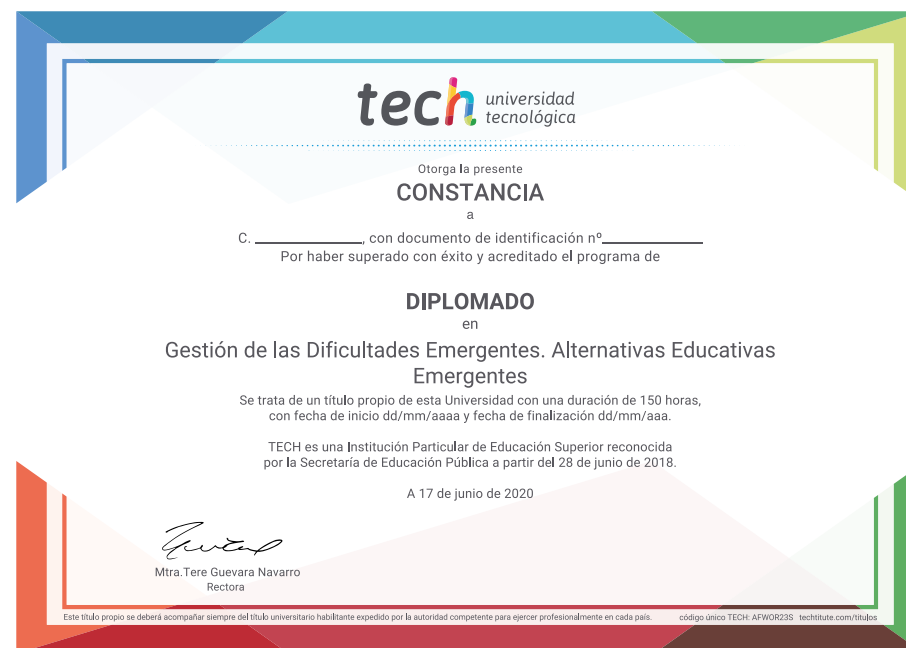 tech universidad
tecnológica
Otorga la presente
CONSTANCIA
a
C. ______________, con documento de identificación nº______________
Por haber superado con éxito y acreditado el programa de
DIPLOMADO
en
Gestión de las Dificultades Emergentes. Alternativas Educativas
Emergentes
Se trata de un título propio de esta Universidad con una duración de 150 horas,
con fecha de inicio dd/mm/aaaa y fecha de finalización dd/mm/aaa.
TECH es una Institución Particular de Educación Superior reconocida
por la Secretaría de Educación Pública a partir del 28 de junio de 2018.
A 17 de junio de 2020
Mtra.Tere Guevara Navarro
Rectora
Este título propio se deberá acompañar siempre del título universitario habilitante expedido por la autoridad competente para ejercer profesionalmente en cada país. código único TECH: AFWOR23S techtitute.com/titulos